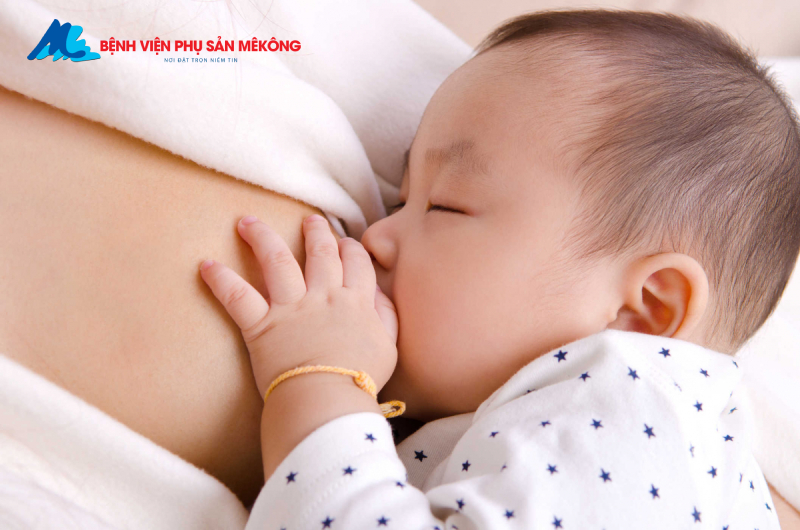 BỆNH VIỆN PHỤ SẢN MÊKÔNG
NƠI ĐẶT TRỌN NIỀM TIN